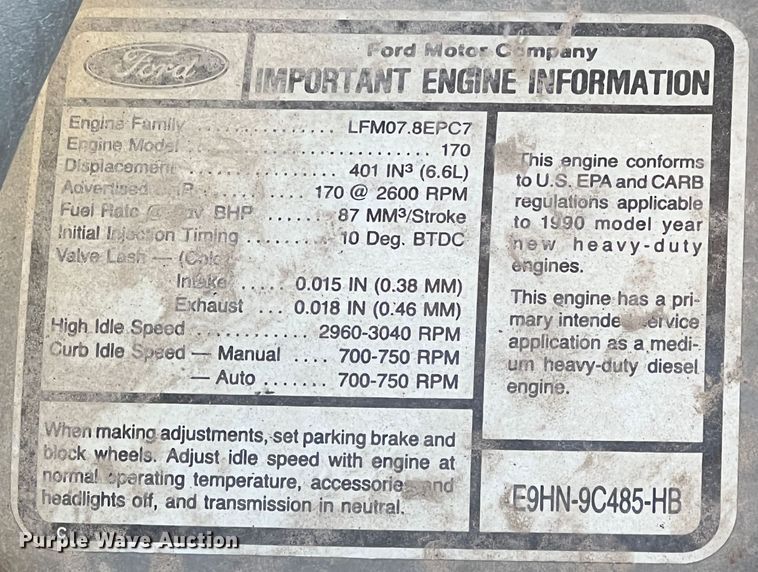 Ford
Ford Motor Company
IMPORTANT ENGINE INFORMATION
Engine Family .............. LFM07.8EPC7
Engine Model .......................... 170
Displacement .............. 401 IN³ (6.6L)
Advertised ........... 170 @ 2600 RPM
Fuel Rate @ BHP ...... 87 MM³/Stroke
Initial Injection Timing ......... 10 Deg. BTDC
Valve Lash —
Intake ..... 0.015 IN (0.38 MM)
Exhaust ... 0.018 IN (0.46 MM)
High Idle Speed ............ 2960-3040 RPM
Curb Idle Speed — Manual .... 700-750 RPM
— Auto ........ 700-750 RPM
When making adjustments, set parking brake and
block wheels. Adjust idle speed with engine at
normal operating temperature, accessories and
headlights off, and transmission in neutral.
This engine conforms
to U.S. EPA and CARB
regulations applicable
to 1990 model year
new heavy-duty
engines.
This engine has a pri-
mary intended service
application as a medi-
um heavy-duty diesel
engine.
E9HN-9C485-HB
Purple Wave Auction